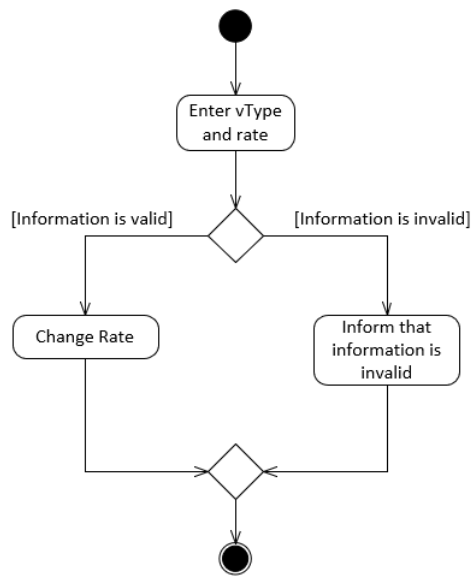 Enter vType
and rate
[Information is valid]
[Information is invalid]
Change Rate
Inform that
information is
invalid